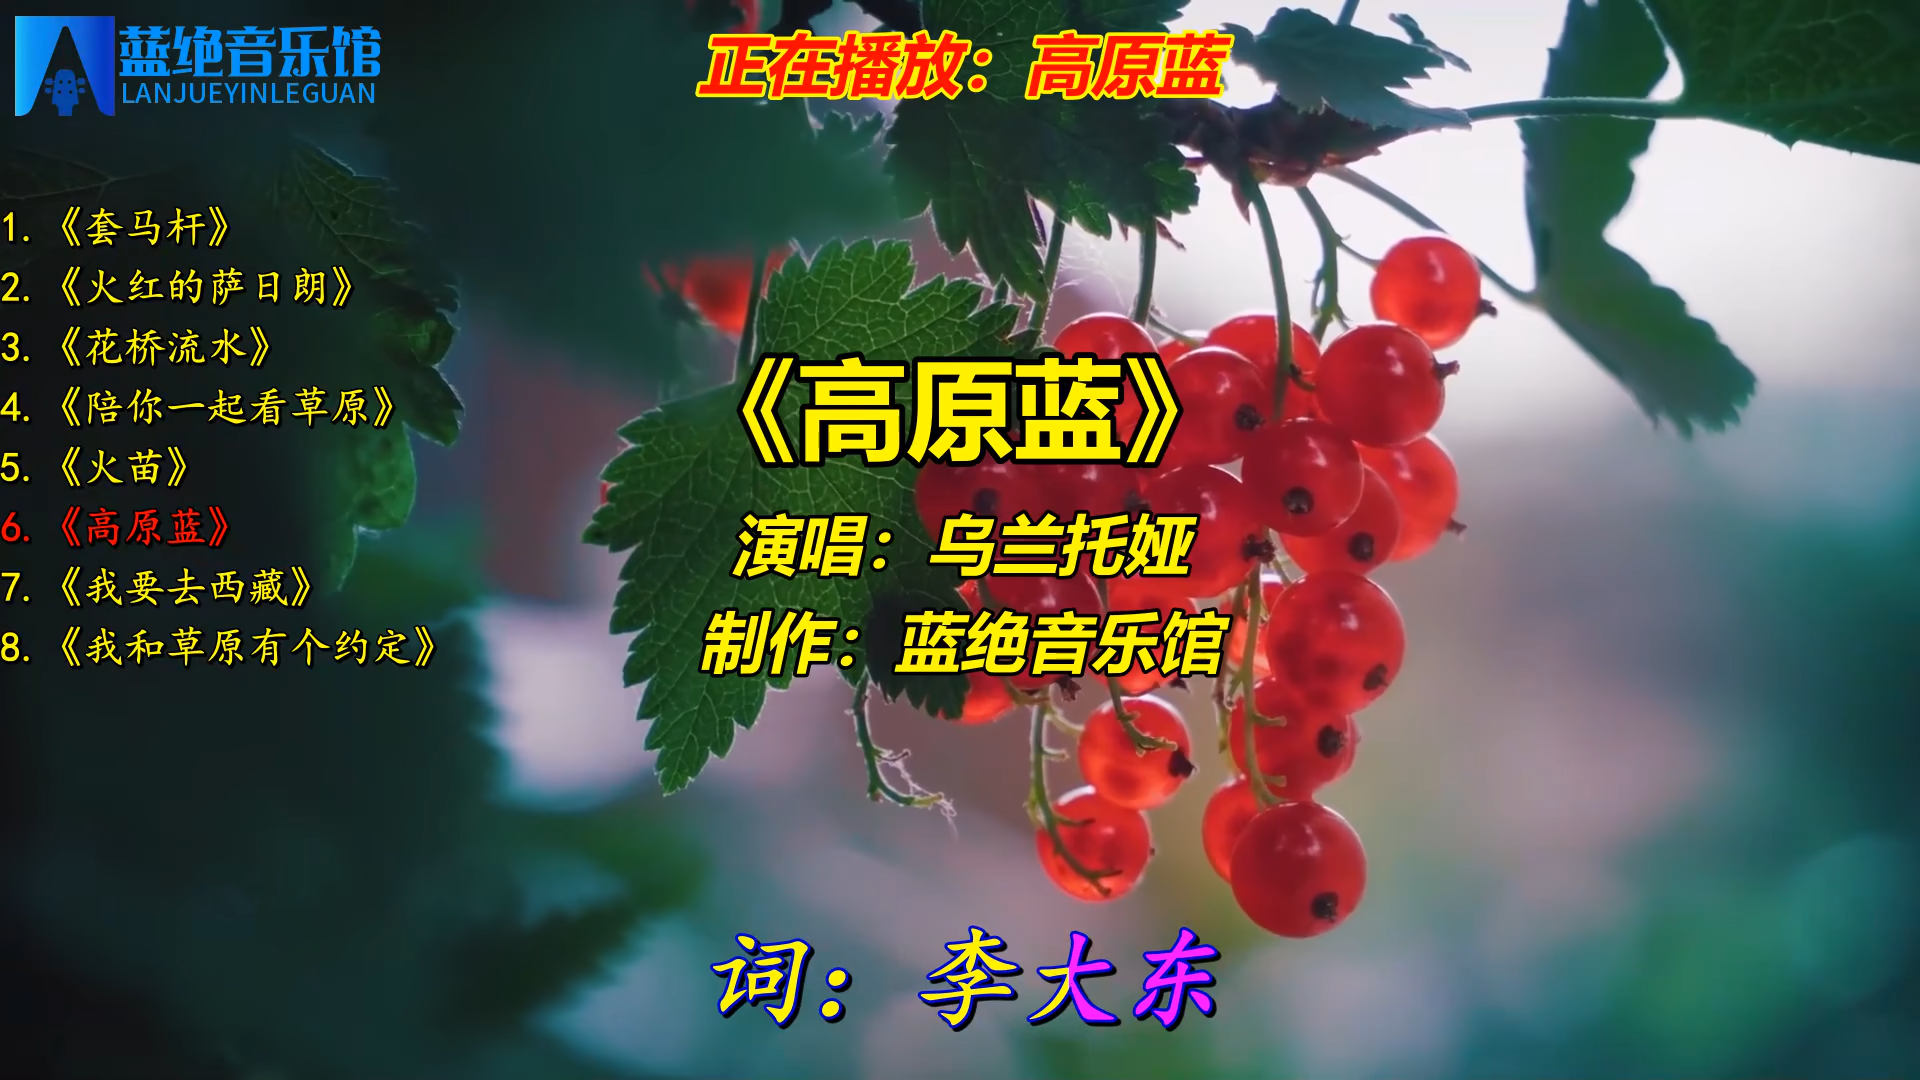 蓝绝音乐馆
LANJUEYINLEGUAN
正在播放：高原蓝
1. 《套马杆》
2. 《火红的萨日朗》
3. 《花桥流水》
4. 《陪你一起看草原》
5. 《火苗》
6. 《高原蓝》
7. 《我要去西藏》
8. 《我和草原有个约定》
《高原蓝》
演唱：乌兰托娅
制作：蓝绝音乐馆
词：李大东